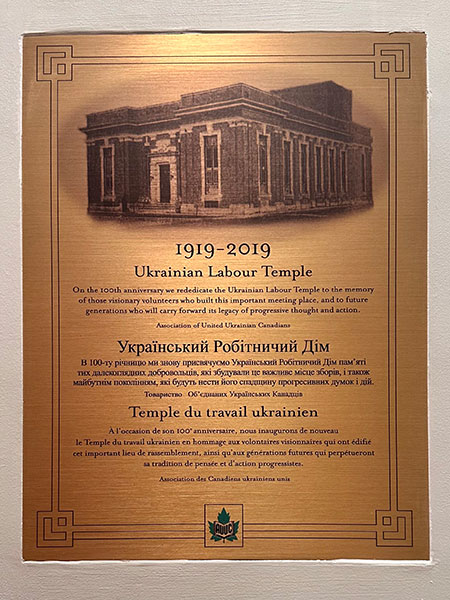 1919-2019
Ukrainian Labour Temple
On the 100th anniversary we rededicate the Ukrainian Labour Temple to the memory
of those visionary volunteers who built this important meeting place, and to future
generations who will carry forward its legacy of progressive thought and action.
Association of United Ukrainian Canadians
Український Робітничий Дім
В 100-ту річницю ми знову присвячуємо Український Робітничий Дім пам'яті
тих далекоглядних добровольців, які збудували це важливе місце зборів, і також
майбутнім поколінням, які будуть нести його спадщину прогресивних думок і дій.
Товариство Об'єднаних Українських Канадців
Temple du travail ukrainien
À l'occasion de son 100e anniversaire, nous inaugurons de nouveau
le Temple du travail ukrainien en hommage aux volontaires visionnaires qui ont édifié
cet important lieu de rassemblement, ainsi qu'aux générations futures qui perpétueront
sa tradition de pensée et d'action progressistes.
Association des Canadiens ukrainiens unis
AUUC